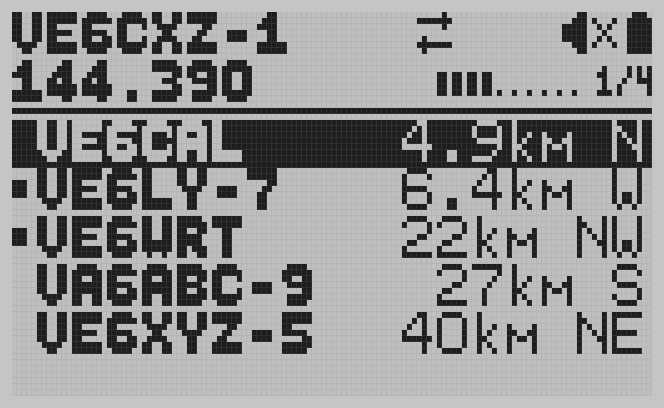 VE6CXZ-1
144.390 1/4
VE6CAL 4.9km N
VE6LY-7 6.4km W
VE6WRT 22km NW
VA6ABC-9 27km S
VE6XYZ-5 40km NE